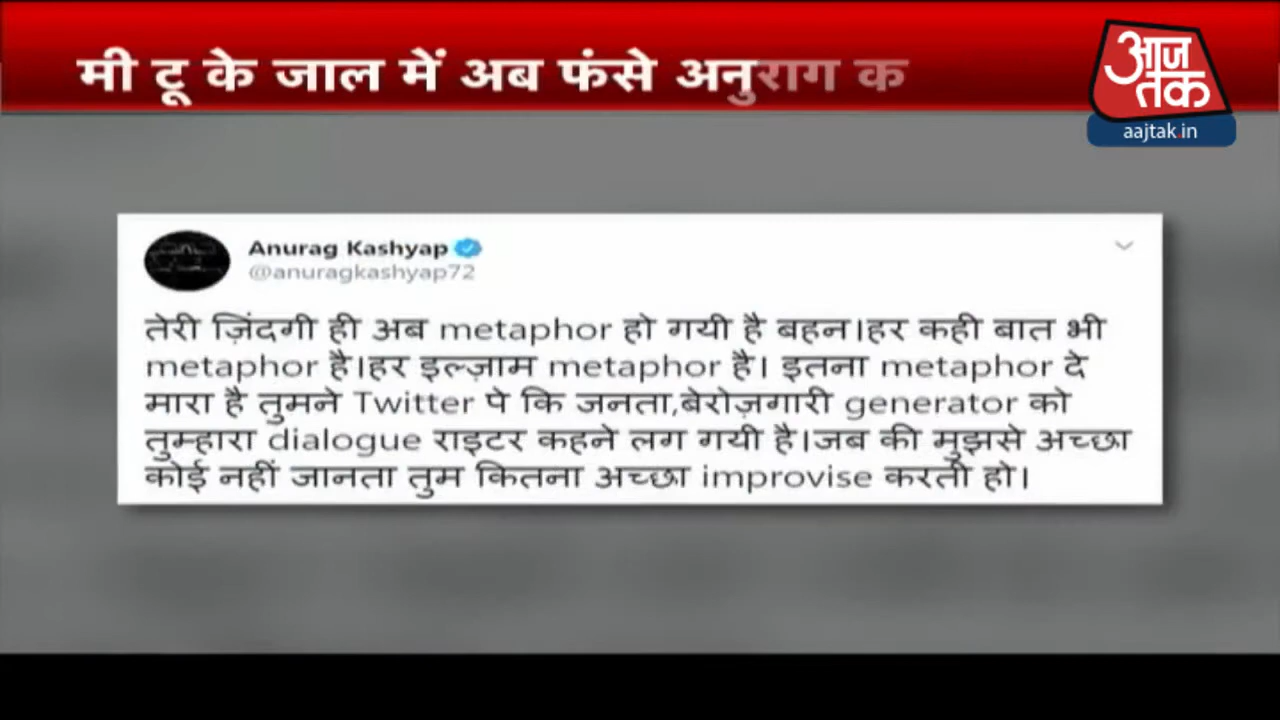 मी टू के जाल में अब फंसे अनुराग क
आज
तक
aajtak.in
Anurag Kashyap
@anuragkashyap72
तेरी ज़िंदगी ही अब metaphor हो गयी है बहन।हर कही बात भी
metaphor है।हर इल्ज़ाम metaphor है। इतना metaphor दे
मारा है तुमने Twitter पे कि जनता,बेरोज़गारी generator को
तुम्हारा dialogue राइटर कहने लग गयी है।जब की मुझसे अच्छा
कोई नहीं जानता तुम कितना अच्छा improvise करती हो।